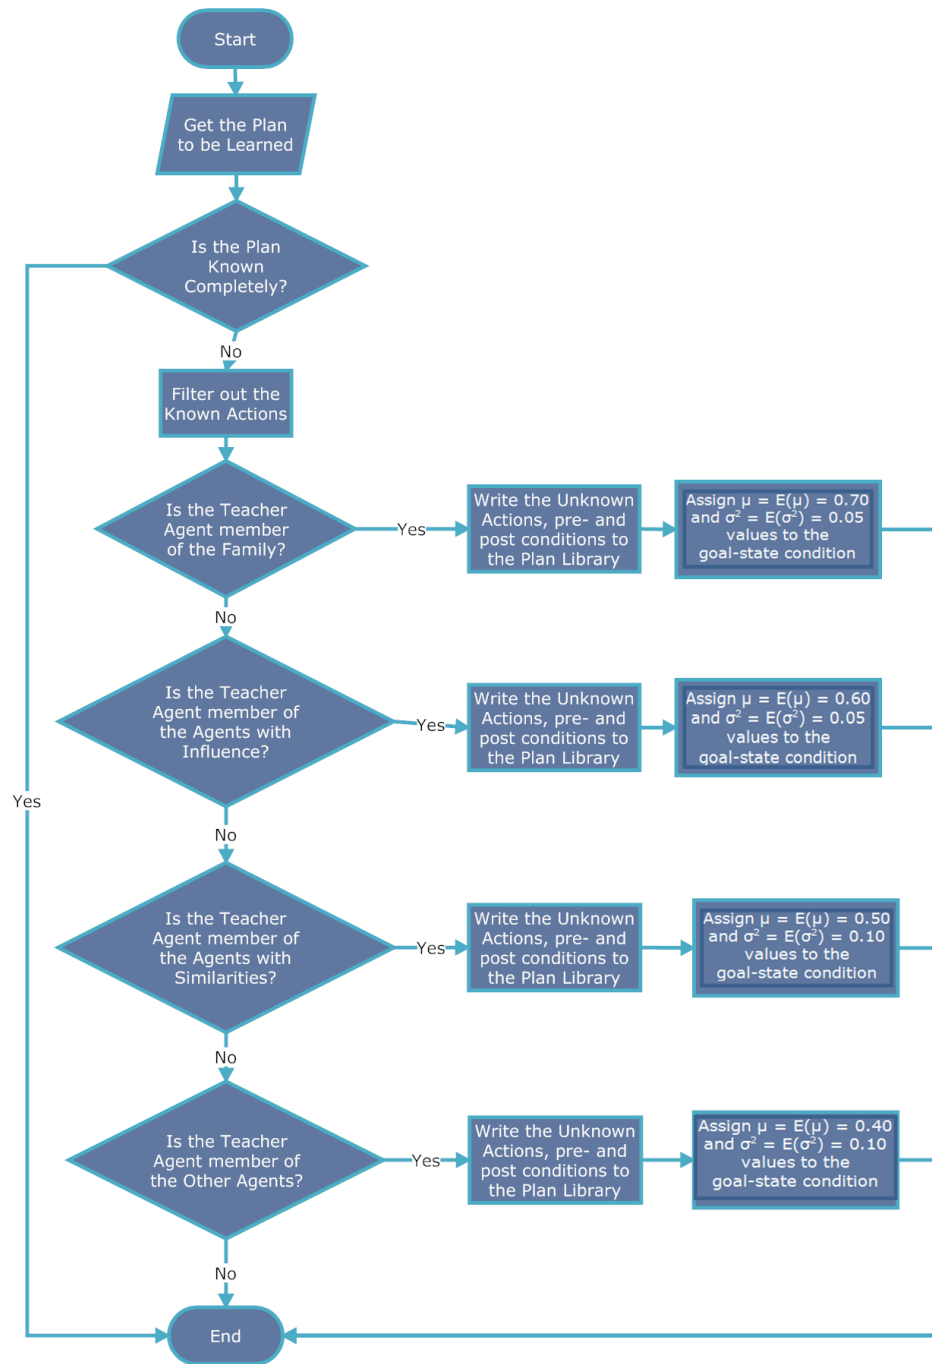 Start
Get the Plan
to be Learned
Is the Plan
Known
Completely?
No
Filter out the
Known Actions
Is the Teacher
Agent member
of the Family?
Yes
Write the Unknown
Actions, pre- and
post conditions to
the Plan Library
Assign μ = E(μ) = 0.70
and σ² = E(σ²) = 0.05
values to the
goal-state condition
No
Is the Teacher
Agent member of
the Agents with
Influence?
Yes
Write the Unknown
Actions, pre- and
post conditions to
the Plan Library
Assign μ = E(μ) = 0.60
and σ² = E(σ²) = 0.05
values to the
goal-state condition
Yes
No
Is the Teacher
Agent member of
the Agents with
Similarities?
Yes
Write the Unknown
Actions, pre- and
post conditions to
the Plan Library
Assign μ = E(μ) = 0.50
and σ² = E(σ²) = 0.10
values to the
goal-state condition
No
Is the Teacher
Agent member of
the Other Agents?
Yes
Write the Unknown
Actions, pre- and
post conditions to
the Plan Library
Assign μ = E(μ) = 0.40
and σ² = E(σ²) = 0.10
values to the
goal-state condition
No
End